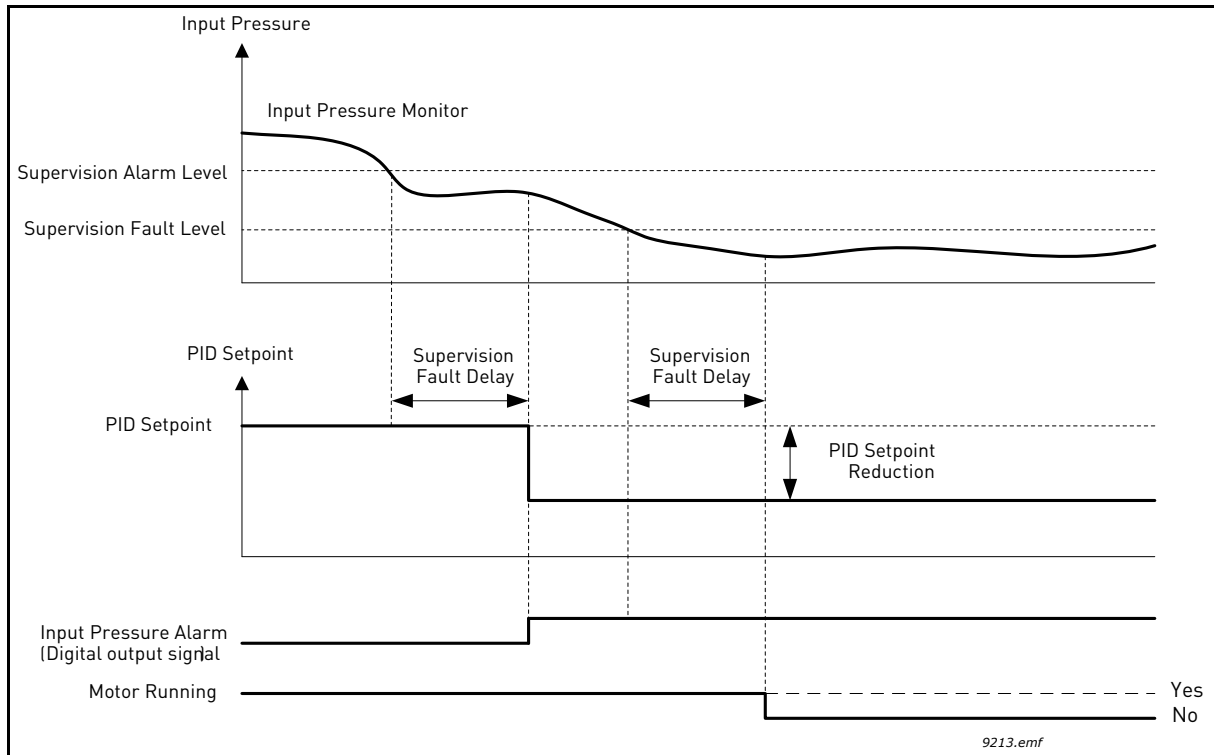 Input Pressure
Input Pressure Monitor
Supervision Alarm Level
Supervision Fault Level
PID Setpoint
Supervision
Fault Delay
Supervision
Fault Delay
PID Setpoint
PID Setpoint
Reduction
Input Pressure Alarm
(Digital output signal)
Motor Running
Yes
No
9213.emf